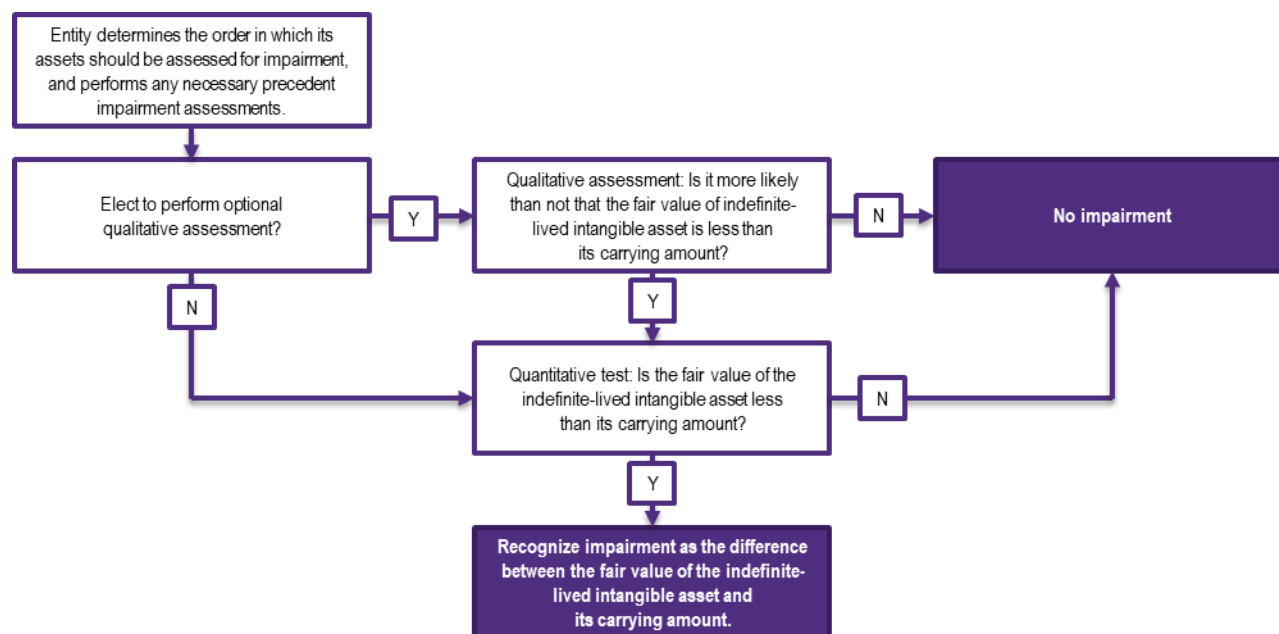 Entity determines the order in which its
assets should be assessed for impairment,
and performs any necessary precedent
impairment assessments.
Elect to perform optional
qualitative assessment?
Y
Qualitative assessment: Is it more likely
than not that the fair value of indefinite-
lived intangible asset is less than
its carrying amount?
N
No impairment
N
Y
Quantitative test: Is the fair value of the
indefinite-lived intangible asset less
than its carrying amount?
N
Y
Recognize impairment as the difference
between the fair value of the indefinite-
lived intangible asset and
its carrying amount.